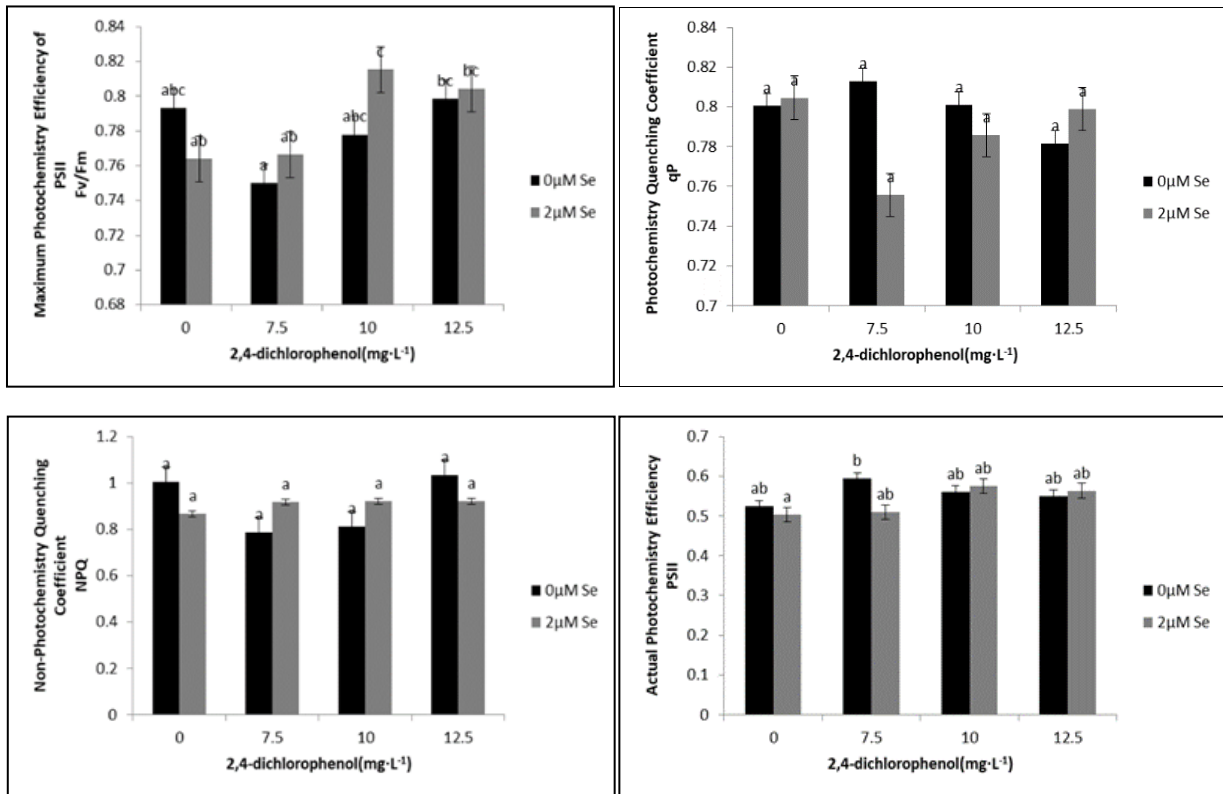 Maximum Photochemistry Efficiency of
PSII
Fv/Fm
0.84
0.82
0.8
0.78
0.76
0.74
0.72
0.7
0.68
abc
ab
a
ab
abc
c
bc
bc
0
7.5
10
12.5
2,4-dichlorophenol(mg·L⁻¹)
0μM Se
2μM Se
Photochemistry Quenching Coefficient
qP
0.84
0.82
0.8
0.78
0.76
0.74
0.72
0.7
a
a
a
a
a
a
a
a
0
7.5
10
12.5
2,4-dichlorophenol(mg·L⁻¹)
0μM Se
2μM Se
Non-Photochemistry Quenching
Coefficient
NPQ
1.2
1
0.8
0.6
0.4
0.2
0
a
a
a
a
a
a
a
a
0
7.5
10
12.5
2,4-dichlorophenol(mg·L⁻¹)
0μM Se
2μM Se
Actual Photochemistry Efficiency
PSII
0.7
0.6
0.5
0.4
0.3
0.2
0.1
0
ab
a
b
ab
ab
ab
ab
ab
0
7.5
10
12.5
2,4-dichlorophenol(mg·L⁻¹)
0μM Se
2μM Se